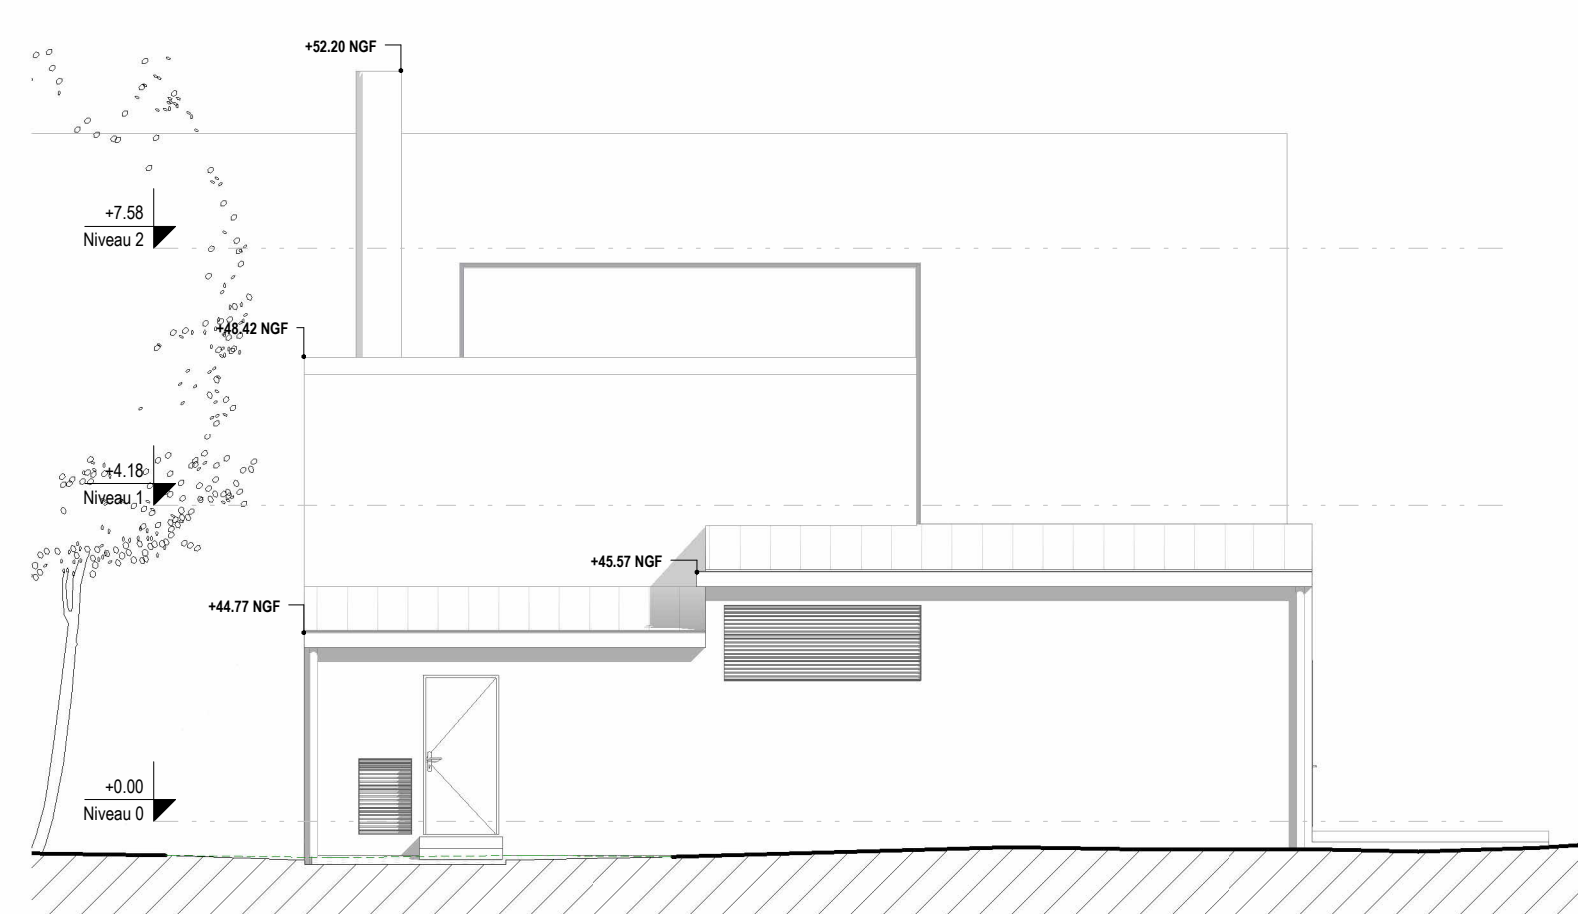 +52.20 NGF
+7.58
Niveau 2
+48.42 NGF
+4.18
Niveau 1
+45.57 NGF
+44.77 NGF
+0.00
Niveau 0